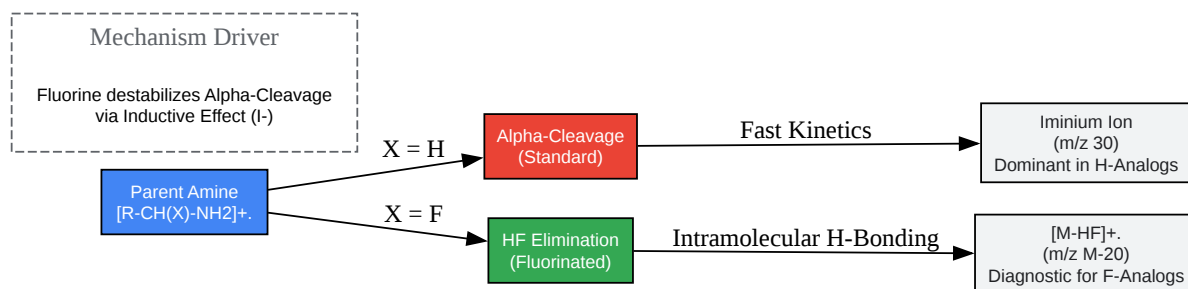 Mechanism Driver
Fluorine destabilizes Alpha-Cleavage
via Inductive Effect (I-)
Parent Amine
[R-CH(X)-NH2]+.
X = H
X = F
Alpha-Cleavage
(Standard)
HF Elimination
(Fluorinated)
Fast Kinetics
Intramolecular H-Bonding
Iminium Ion
(m/z 30)
Dominant in H-Analogs
[M-HF]+.
(m/z M-20)
Diagnostic for F-Analogs